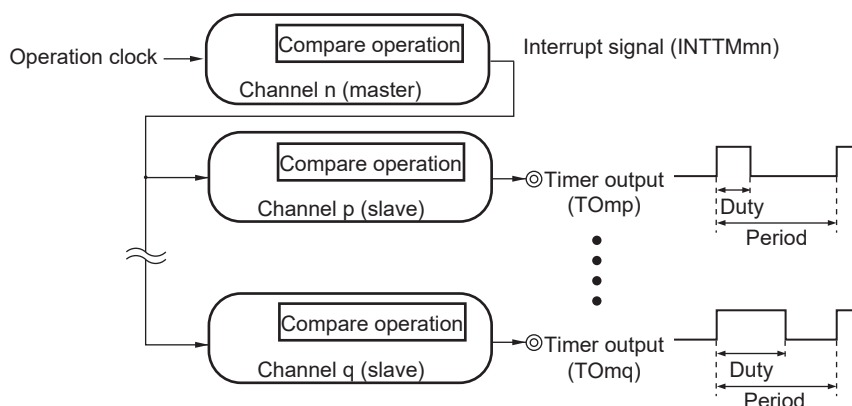 Compare operation
Operation clock
Interrupt signal (INTTMmn)
Channel n (master)
Compare operation
Timer output
(TOmp)
Channel p (slave)
Duty
Period
Compare operation
Timer output
(TOmq)
Channel q (slave)
Duty
Period